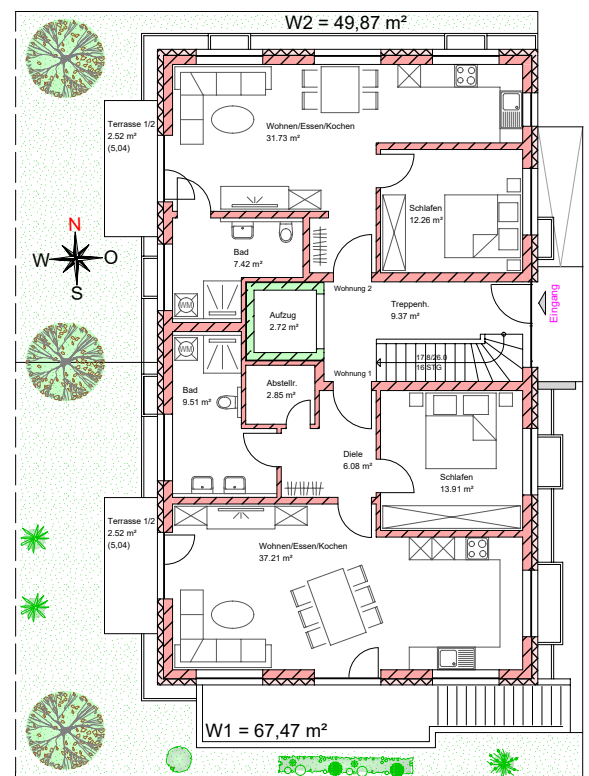 W2 = 49,87 m²
Terrasse 1/2
2.52 m²
(5,04)
Wohnen/Essen/Kochen
31.73 m²
Schlafen
12.26 m²
N
W
O
S
Bad
7.42 m²
WM
Wohnung 2
Aufzug
2.72 m²
Treppenh.
9.37 m²
Eingang
WM
17.8/26.0
16 STG
Wohnung 1
Abstellr.
2.85 m²
Bad
9.51 m²
Diele
6.08 m²
Schlafen
13.91 m²
Terrasse 1/2
2.52 m²
(5,04)
Wohnen/Essen/Kochen
37.21 m²
W1 = 67,47 m²